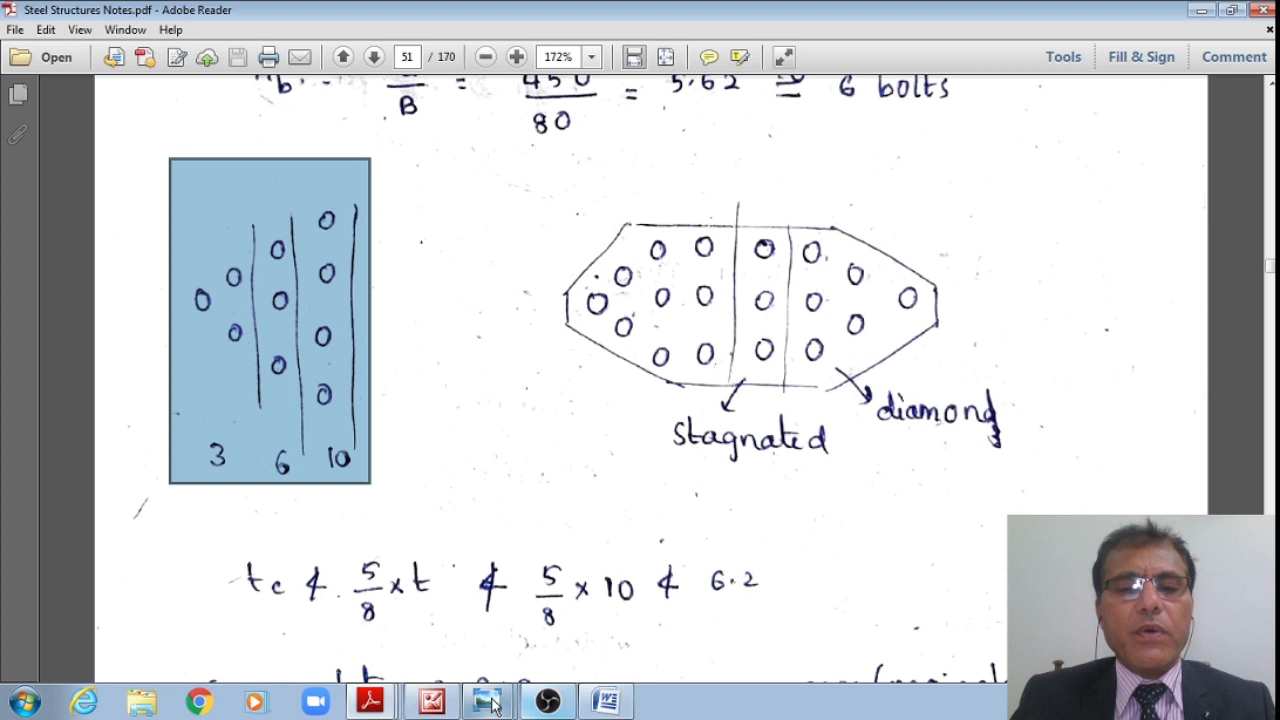 Steel Structures Notes.pdf - Adobe Reader
File Edit View Window Help
Open 51 / 170 172% Tools Fill & Sign Comment
B = 450/80 = 5.62 ≅ 6 bolts
3 6 10
stagnated
diamond
tc ≮ 5/8 × t ≮ 5/8 × 10 ≮ 6.2